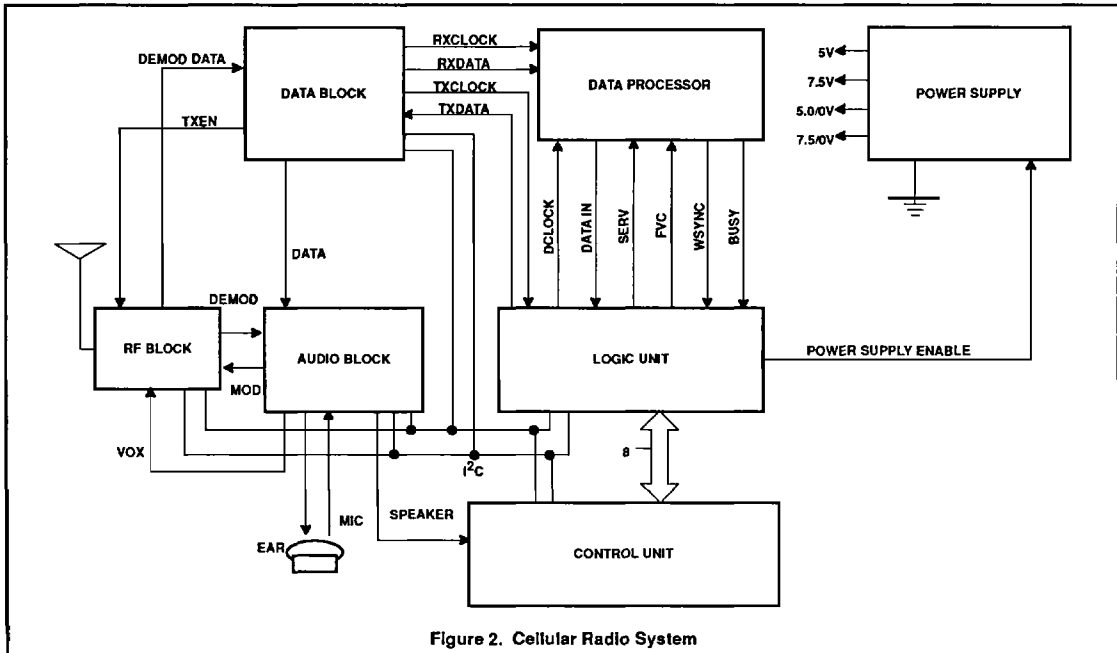 DEMOD DATA
DATA BLOCK
TXEN
RXCLOCK
RXDATA
TXCLOCK
TXDATA
DATA PROCESSOR
5V
7.5V
5.0/0V
7.5/0V
POWER SUPPLY
DATA
DCLOCK
DATA IN
SERV
FVC
WSYNC
BUSY
DEMOD
RF BLOCK
AUDIO BLOCK
MOD
LOGIC UNIT
POWER SUPPLY ENABLE
VOX
I²C
8
EAR
MIC
SPEAKER
CONTROL UNIT
Figure 2. Cellular Radio System